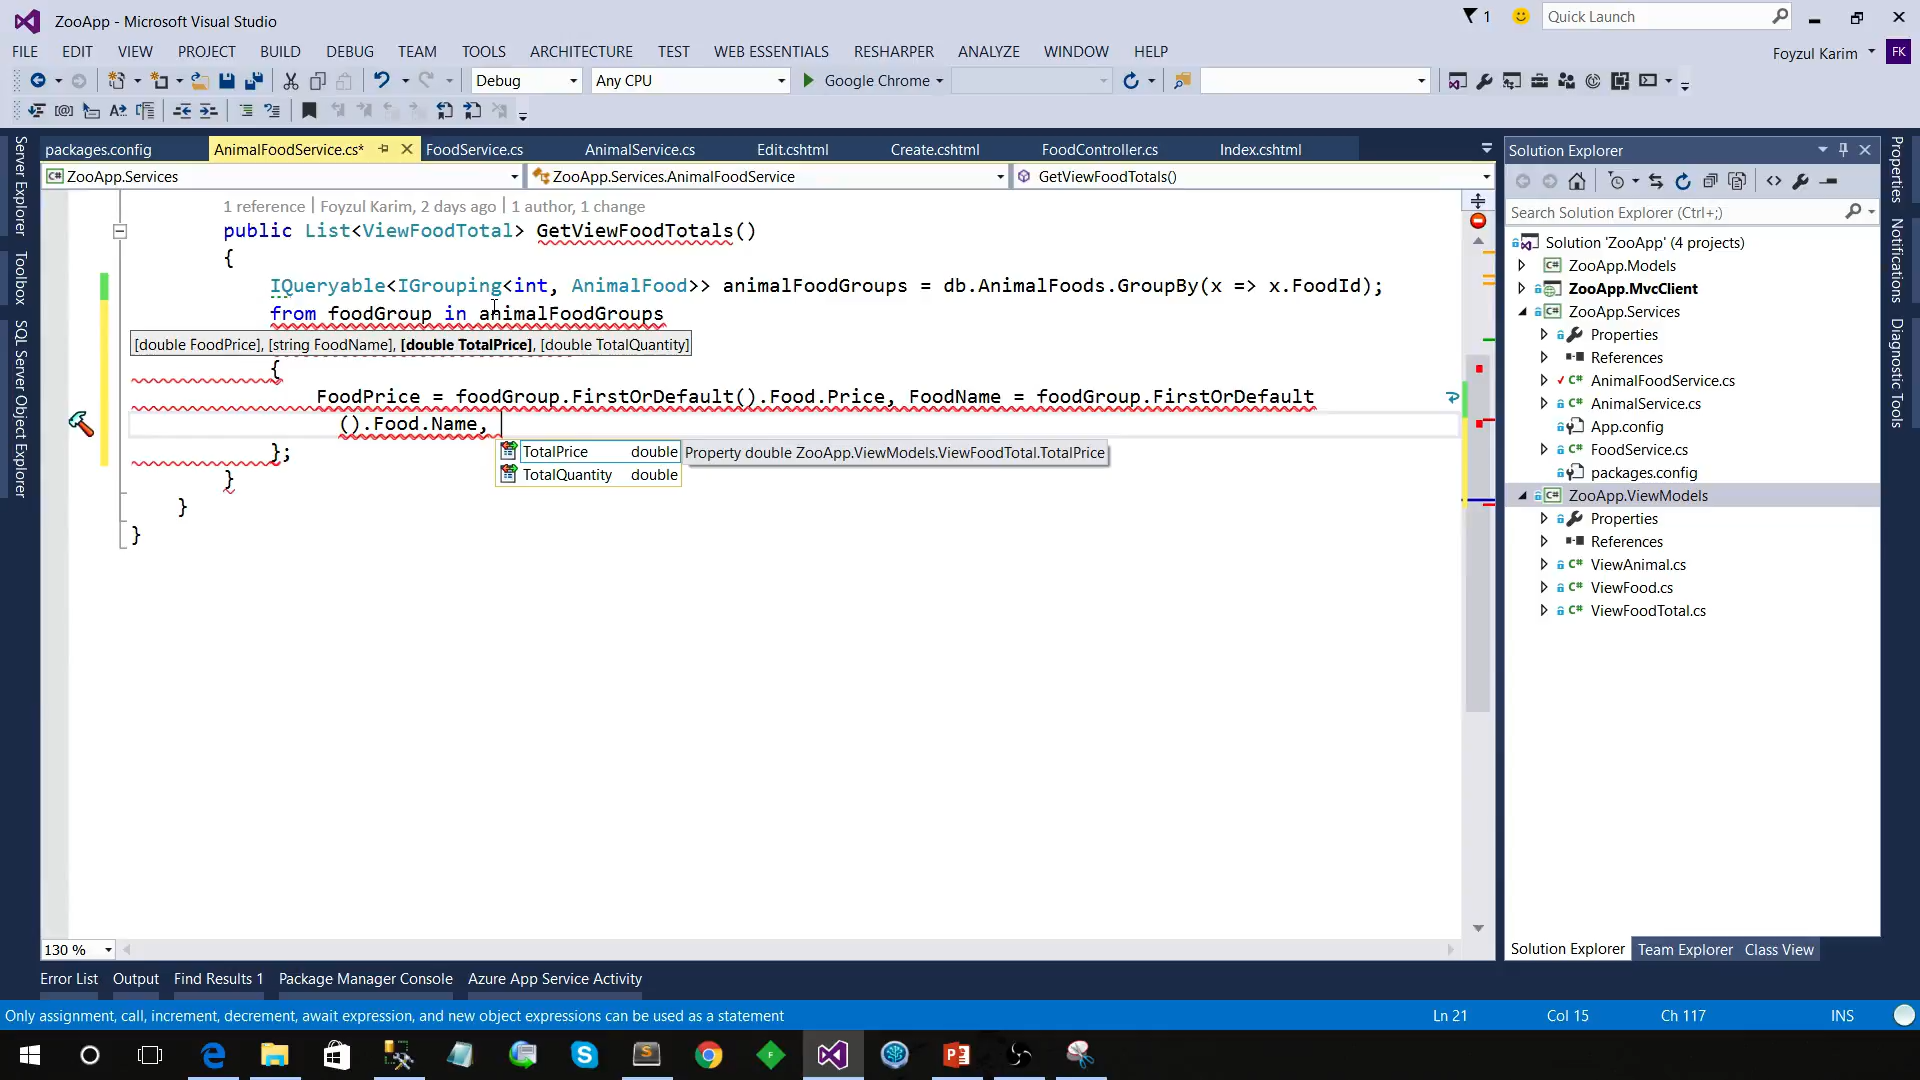 ZooApp - Microsoft Visual Studio
1
Quick Launch
FILE EDIT VIEW PROJECT BUILD DEBUG TEAM TOOLS ARCHITECTURE TEST WEB ESSENTIALS RESHARPER ANALYZE WINDOW HELP
Foyzul Karim FK
Debug Any CPU Google Chrome
packages.config AnimalFoodService.cs* FoodService.cs AnimalService.cs Edit.cshtml Create.cshtml FoodController.cs Index.cshtml
ZooApp.Services ZooApp.Services.AnimalFoodService GetViewFoodTotals()
1 reference | Foyzul Karim, 2 days ago | 1 author, 1 change
public List<ViewFoodTotal> GetViewFoodTotals()
{
IQueryable<IGrouping<int, AnimalFood>> animalFoodGroups = db.AnimalFoods.GroupBy(x => x.FoodId);
from foodGroup in animalFoodGroups
[double FoodPrice], [string FoodName], [double TotalPrice], [double TotalQuantity]
{
FoodPrice = foodGroup.FirstOrDefault().Food.Price, FoodName = foodGroup.FirstOrDefault
().Food.Name,
TotalPrice double Property double ZooApp.ViewModels.ViewFoodTotal.TotalPrice
TotalQuantity double
};
}
}
}
130 %
Server Explorer
Toolbox
SQL Server Object Explorer
Solution Explorer
Search Solution Explorer (Ctrl+;)
Solution 'ZooApp' (4 projects)
ZooApp.Models
ZooApp.MvcClient
ZooApp.Services
Properties
References
AnimalFoodService.cs
AnimalService.cs
App.config
FoodService.cs
packages.config
ZooApp.ViewModels
Properties
References
ViewAnimal.cs
ViewFood.cs
ViewFoodTotal.cs
Solution Explorer Team Explorer Class View
Properties
Notifications
Diagnostic Tools
Error List Output Find Results 1 Package Manager Console Azure App Service Activity
Only assignment, call, increment, decrement, await expression, and new object expressions can be used as a statement
Ln 21 Col 15 Ch 117 INS